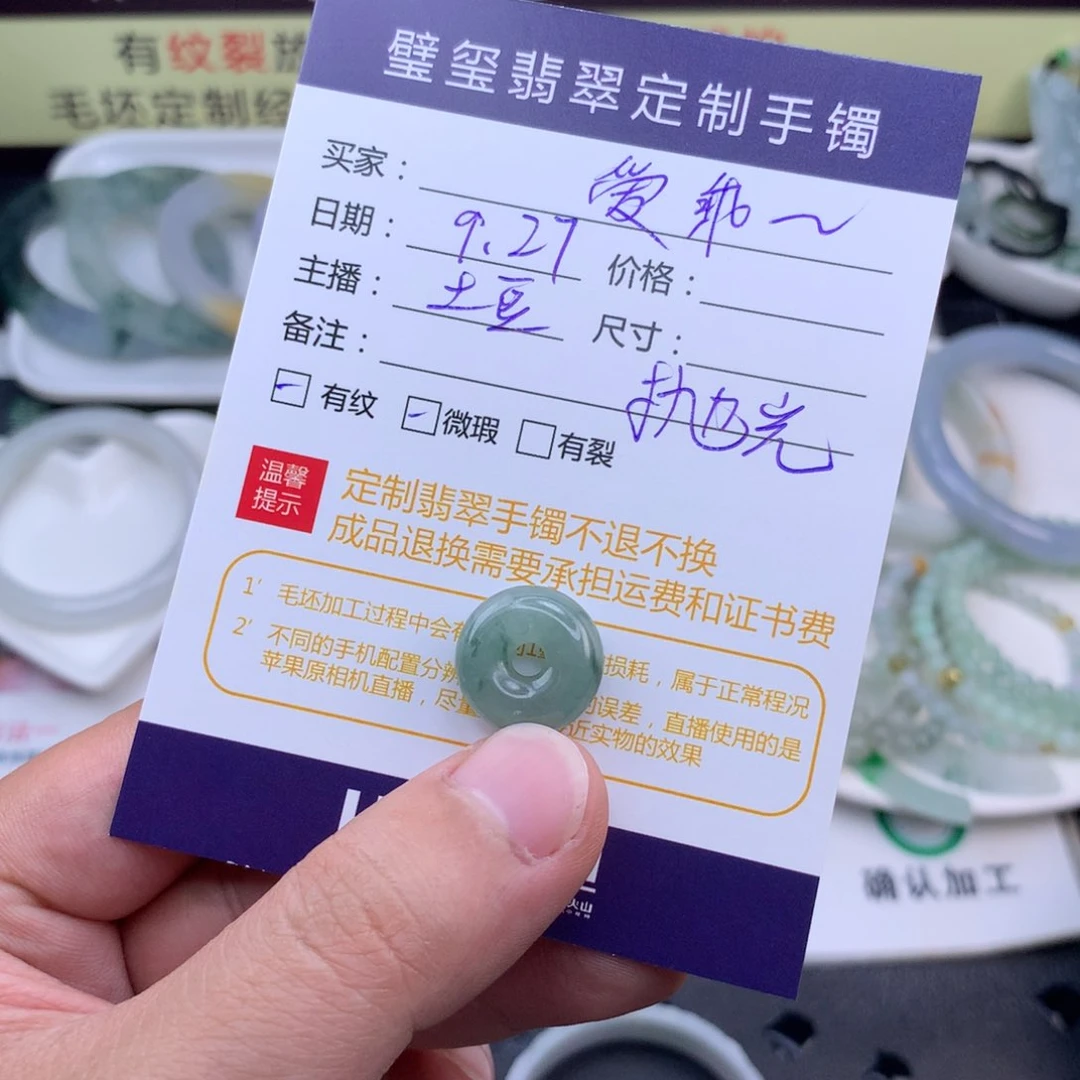 有纹裂
毛坯定制经
璧玺翡翠定制手镯
买家：
日期：9.27 价格：
主播：土豆 尺寸：
备注：抛光
有纹 微瑕 有裂
温馨
提示
定制翡翠手镯不退不换
成品退换需要承担运费和证书费
1' 毛坯加工过程中会有 损耗，属于正常程况
2' 不同的手机配置分辨 误差，直播使用的是
苹果原相机直播，尽量 近实物的效果
火山
确认加工